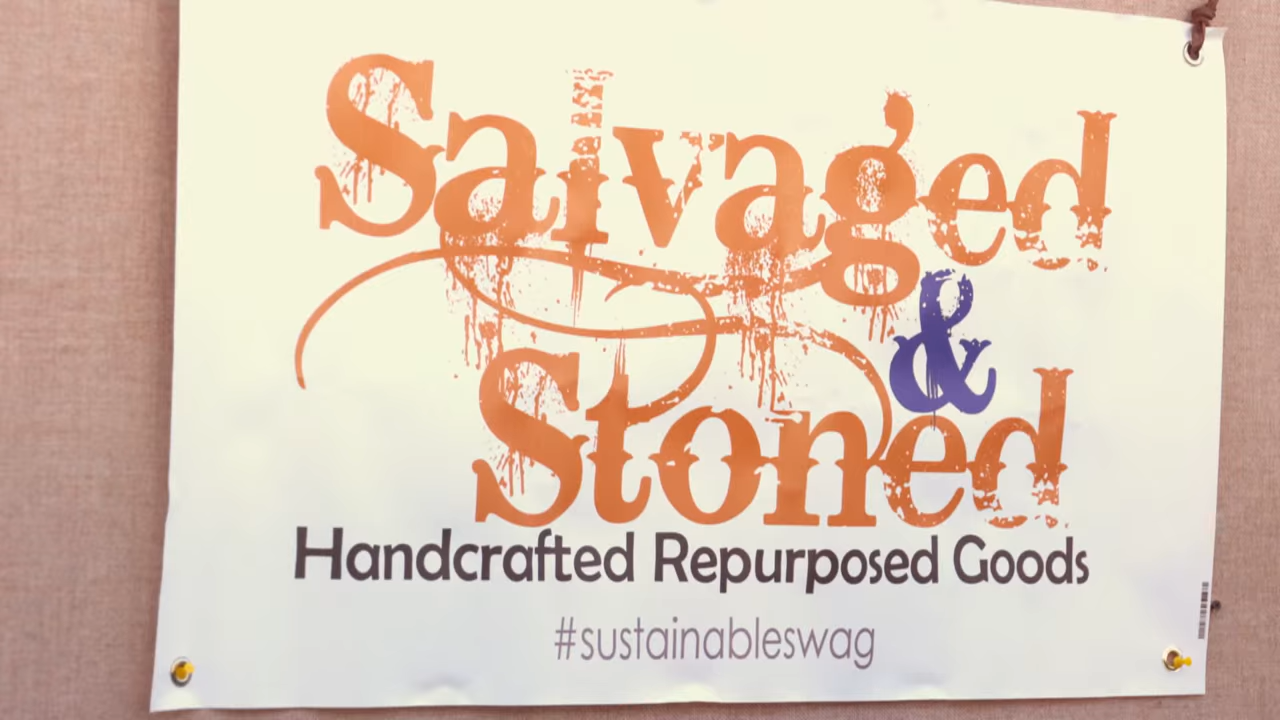 Salvaged
&
Stoned
Handcrafted Repurposed Goods
#sustainableswag